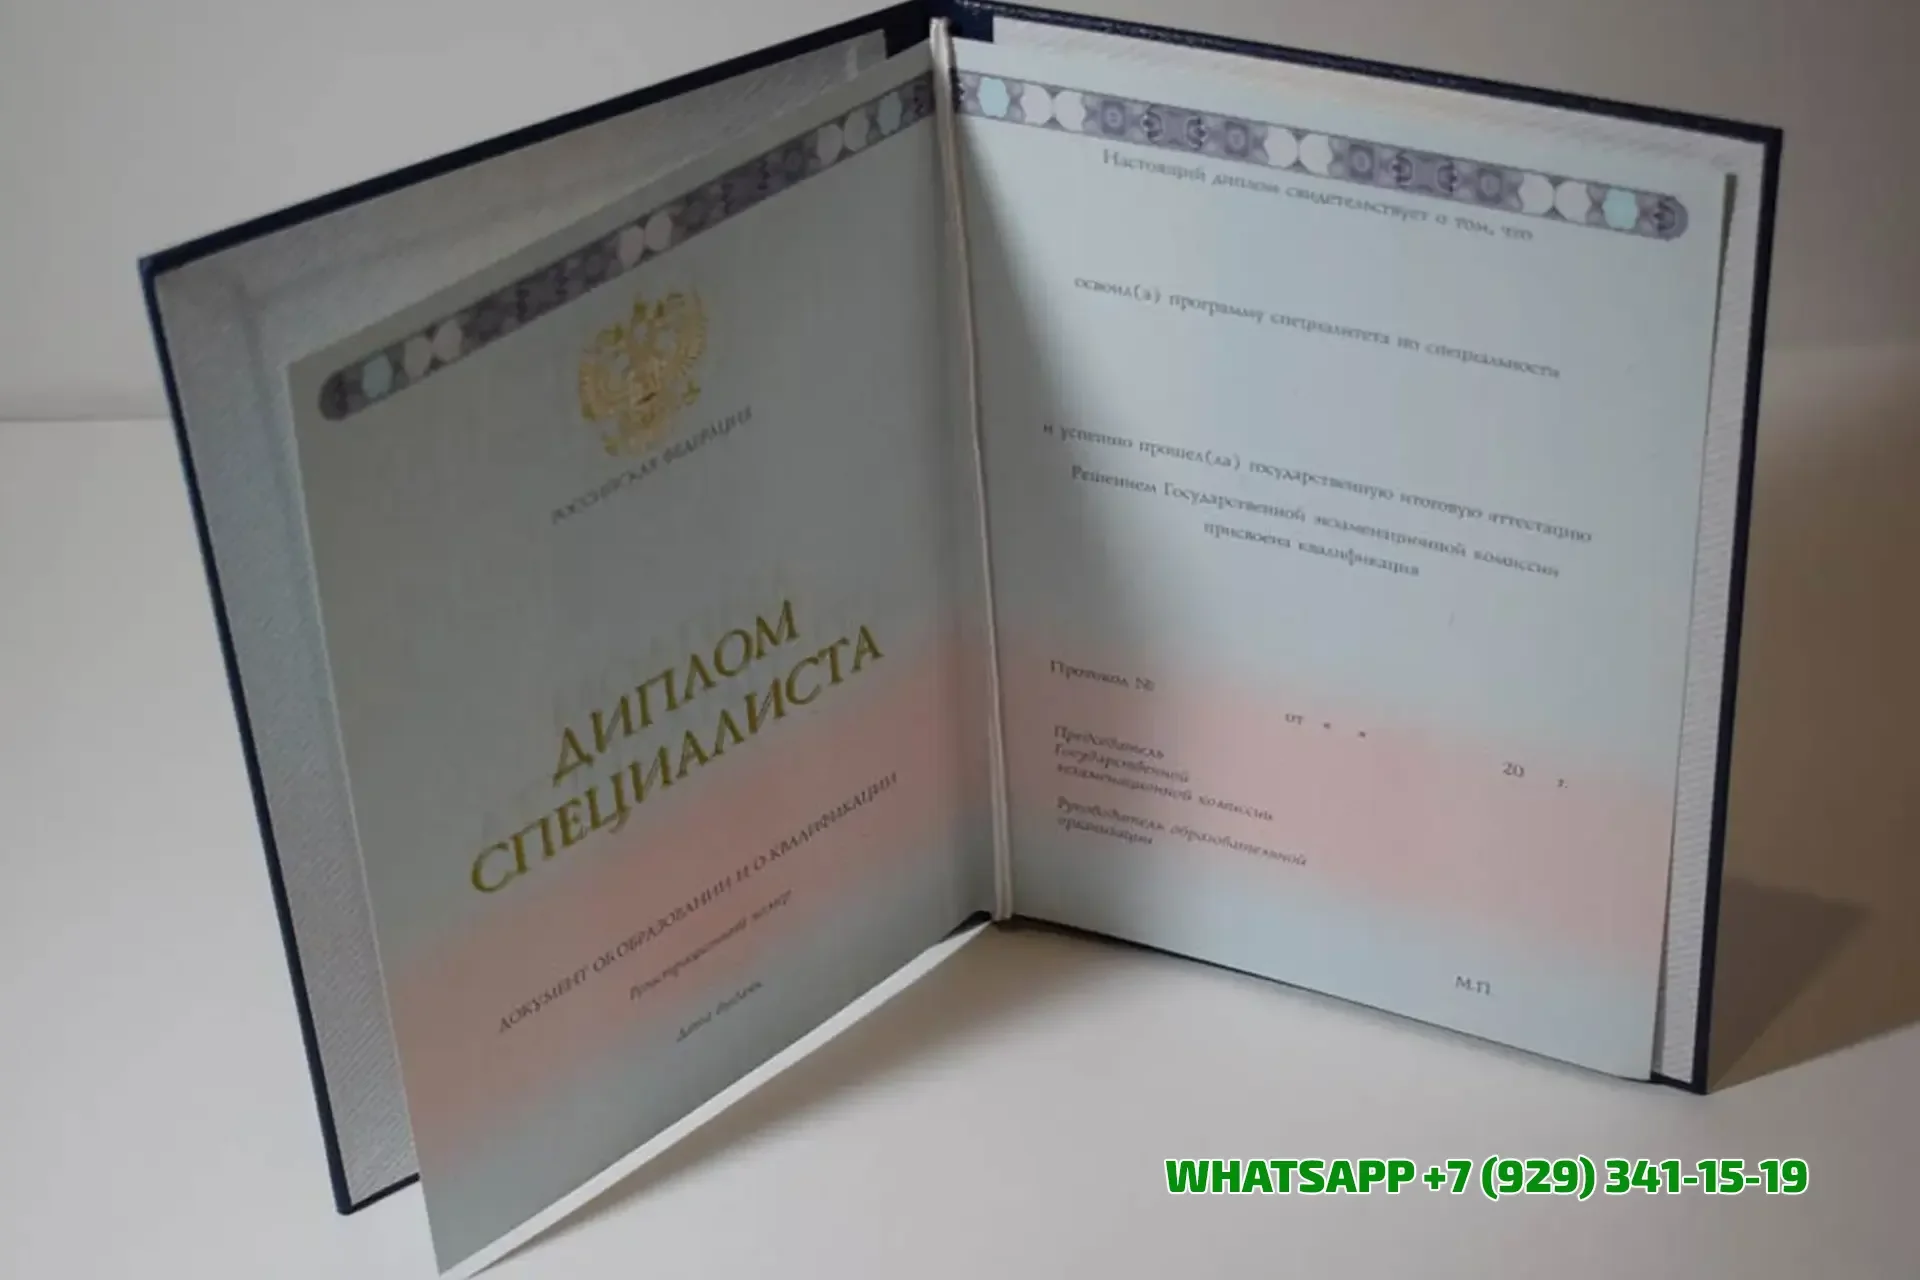 РОССИЙСКАЯ ФЕДЕРАЦИЯ
ДИПЛОМ
СПЕЦИАЛИСТА
ДОКУМЕНТ ОБ ОБРАЗОВАНИИ И О КВАЛИФИКАЦИИ
Регистрационный номер
Дата выдачи
Настоящий диплом свидетельствует о том, что
освоил(а) программу специалитета по специальности
и успешно прошел(ла) государственную итоговую аттестацию
Решением Государственной экзаменационной комиссии
присвоена квалификация
Протокол №
от « »
20 г.
Председатель
Государственной
экзаменационной комиссии
Руководитель образовательной
организации
М.П.
WHATSAPP +7 (929) 341-15-19